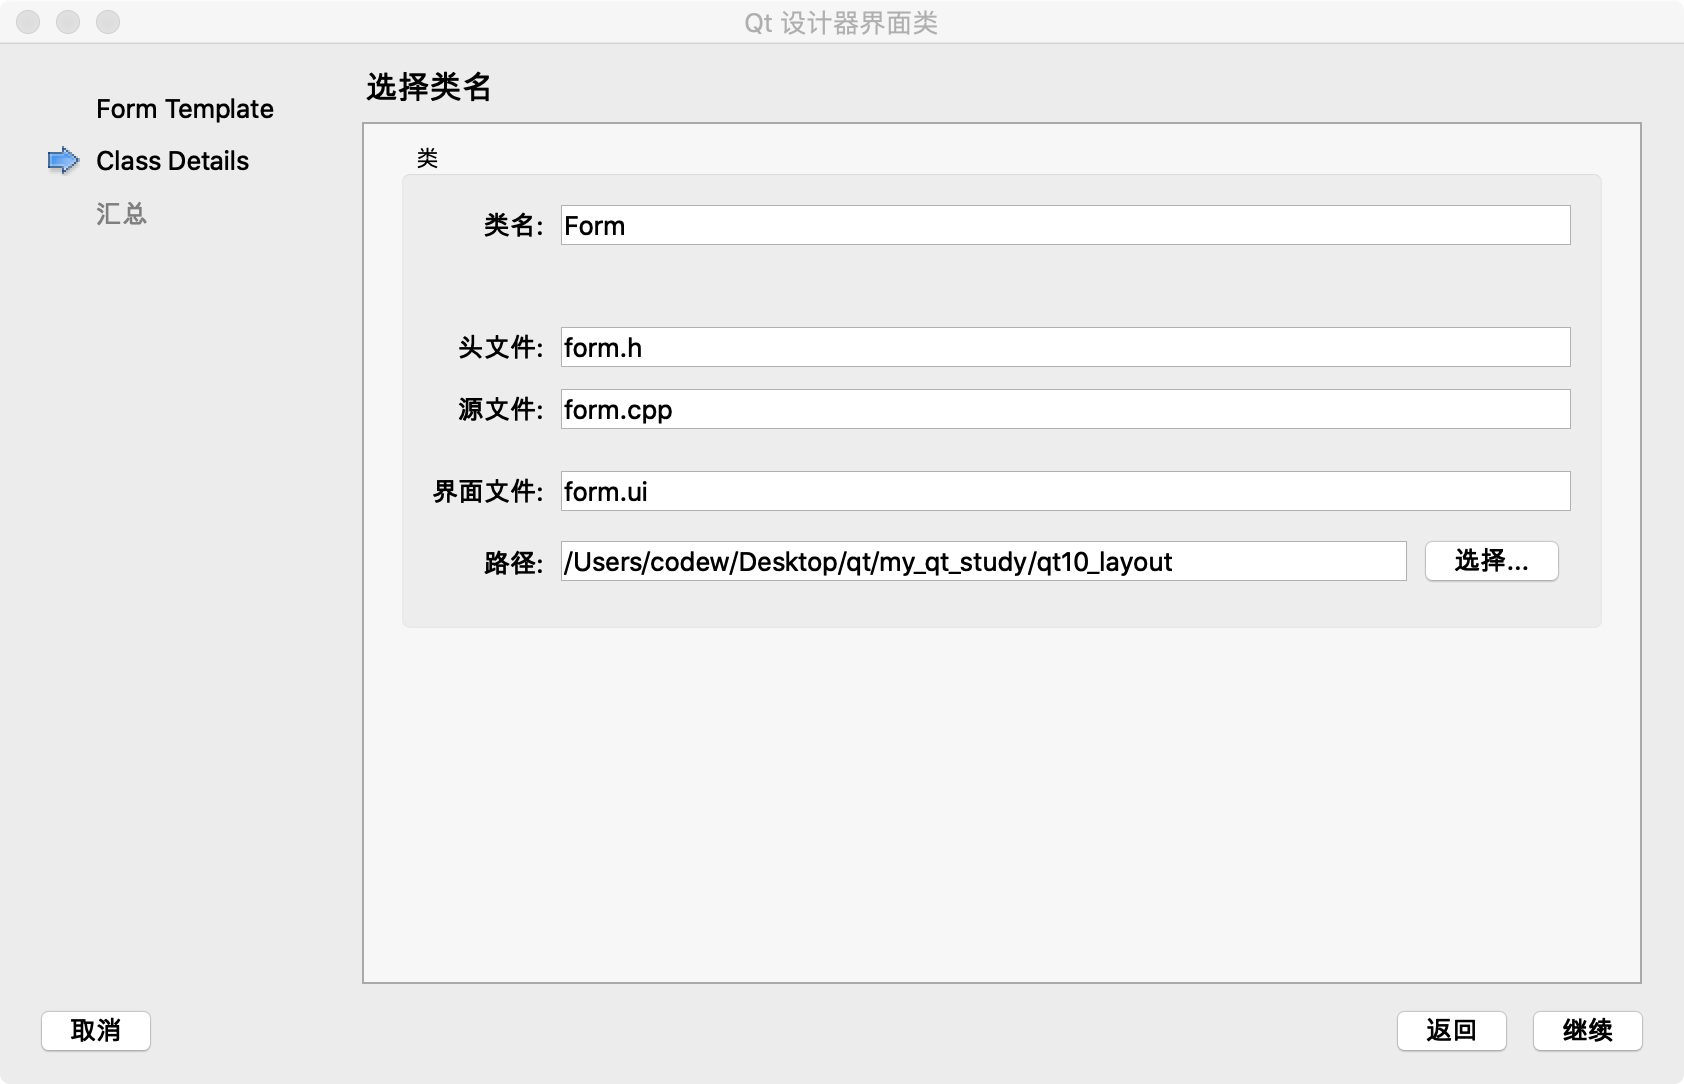 Qt 设计器界面类
Form Template
Class Details
汇总
选择类名
类
类名: Form
头文件: form.h
源文件: form.cpp
界面文件: form.ui
路径: /Users/codew/Desktop/qt/my_qt_study/qt10_layout 选择...
取消 返回 继续